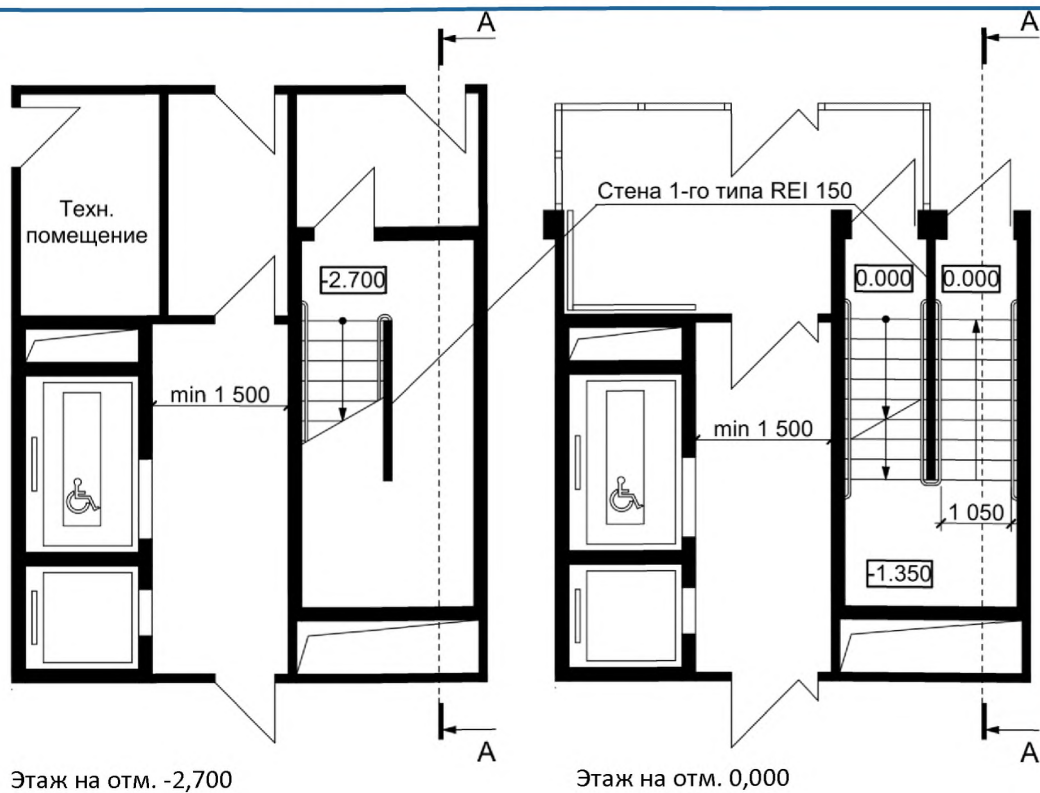 А
А
Техн.
помещение
-2.700
min 1 500
А
Этаж на отм. -2,700
Стена 1-го типа REI 150
0.000
0.000
min 1 500
1 050
-1.350
А
Этаж на отм. 0,000